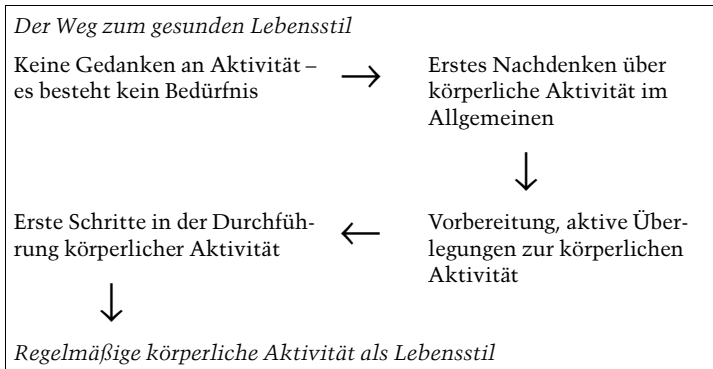 Der Weg zum gesunden Lebensstil
Keine Gedanken an Aktivität –
es besteht kein Bedürfnis
Erstes Nachdenken über
körperliche Aktivität im
Allgemeinen
Vorbereitung, aktive Über-
legungen zur körperlichen
Aktivität
Erste Schritte in der Durchfüh-
rung körperlicher Aktivität
Regelmäßige körperliche Aktivität als Lebensstil